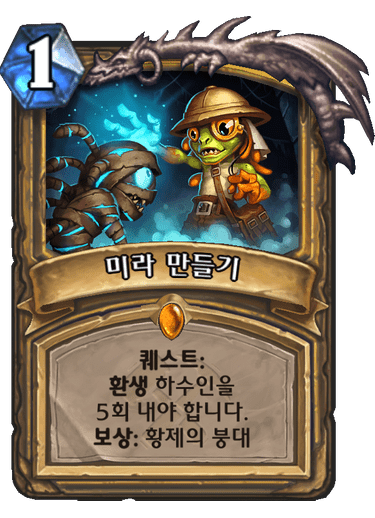 1
미라 만들기
퀘스트:
환생 하수인을
5회 내야 합니다.
보상: 황제의 붕대